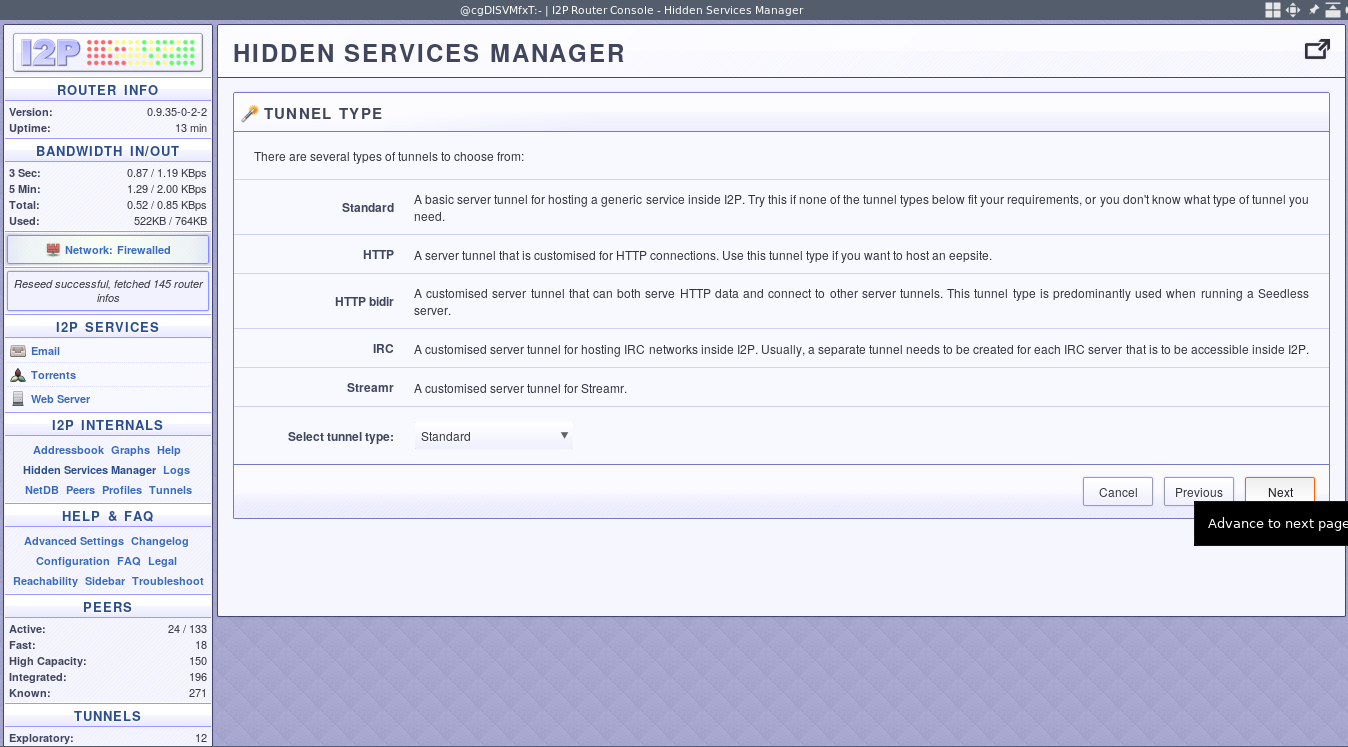 @cgDISVMfxT:- | I2P Router Console - Hidden Services Manager
I2P
ROUTER INFO
Version: 0.9.35-0-2-2
Uptime: 13 min
BANDWIDTH IN/OUT
3 Sec: 0.87 / 1.19 KBps
5 Min: 1.29 / 2.00 KBps
Total: 0.52 / 0.85 KBps
Used: 522KB / 764KB
Network: Firewalled
Reseed successful, fetched 145 router
infos
I2P SERVICES
Email
Torrents
Web Server
I2P INTERNALS
Addressbook Graphs Help
Hidden Services Manager Logs
NetDB Peers Profiles Tunnels
HELP & FAQ
Advanced Settings Changelog
Configuration FAQ Legal
Reachability Sidebar Troubleshoot
PEERS
Active: 24 / 133
Fast: 18
High Capacity: 150
Integrated: 196
Known: 271
TUNNELS
Exploratory: 12
HIDDEN SERVICES MANAGER
TUNNEL TYPE
There are several types of tunnels to choose from:
Standard
A basic server tunnel for hosting a generic service inside I2P. Try this if none of the tunnel types below fit your requirements, or you don't know what type of tunnel you
need.
HTTP
A server tunnel that is customised for HTTP connections. Use this tunnel type if you want to host an eepsite.
HTTP bidir
A customised server tunnel that can both serve HTTP data and connect to other server tunnels. This tunnel type is predominantly used when running a Seedless
server.
IRC
A customised server tunnel for hosting IRC networks inside I2P. Usually, a separate tunnel needs to be created for each IRC server that is to be accessible inside I2P.
Streamr
A customised server tunnel for Streamr.
Select tunnel type: Standard
Cancel Previous Next
Advance to next page